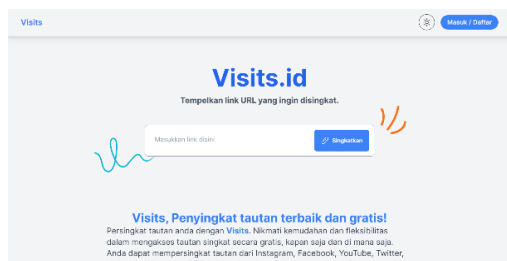 Visits
Masuk / Daftar
Visits.id
Tempelkan link URL yang ingin disingkat.
Masukkan link disini
Singkatkan
Visits, Penyingkat tautan terbaik dan gratis!
Persingkat tautan anda dengan Visits. Nikmati kemudahan dan fleksibilitas
dalam mengakses tautan singkat secara gratis, kapan saja dan di mana saja.
Anda dapat mempersingkat tautan dari Instagram, Facebook, YouTube, Twitter,